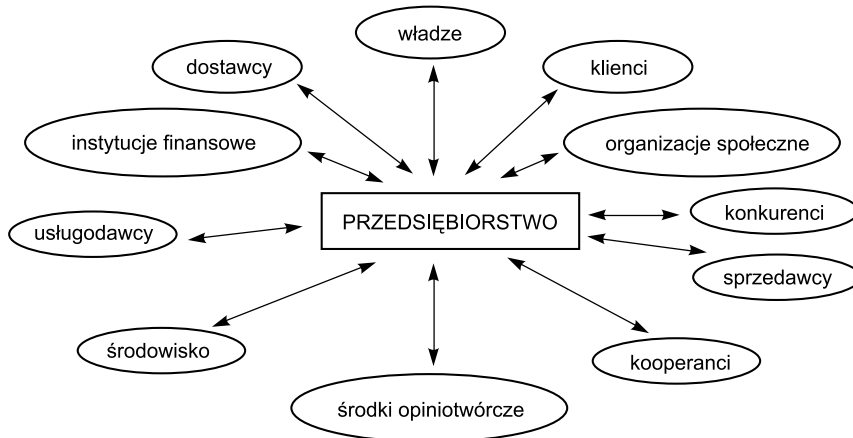 władze
dostawcy
klienci
instytucje finansowe
organizacje społeczne
PRZEDSIĘBIORSTWO
konkurenci
usługodawcy
sprzedawcy
środowisko
kooperanci
środki opiniotwórcze